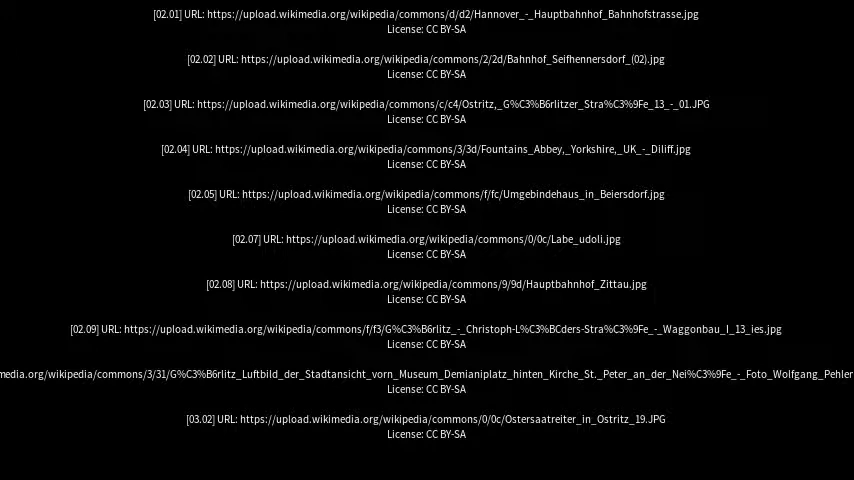 [02.01] URL: https://upload.wikimedia.org/wikipedia/commons/d/d2/Hannover_-_Hauptbahnhof_Bahnhofstrasse.jpg
License: CC BY-SA
[02.02] URL: https://upload.wikimedia.org/wikipedia/commons/2/2d/Bahnhof_Seifhennersdorf_(02).jpg
License: CC BY-SA
[02.03] URL: https://upload.wikimedia.org/wikipedia/commons/c/c4/Ostritz,_G%C3%B6rlitzer_Stra%C3%9Fe_13_-_01.JPG
License: CC BY-SA
[02.04] URL: https://upload.wikimedia.org/wikipedia/commons/3/3d/Fountains_Abbey,_Yorkshire,_UK_-_Diliff.jpg
License: CC BY-SA
[02.05] URL: https://upload.wikimedia.org/wikipedia/commons/f/fc/Umgebindehaus_in_Beiersdorf.jpg
License: CC BY-SA
[02.07] URL: https://upload.wikimedia.org/wikipedia/commons/0/0c/Labe_udoli.jpg
License: CC BY-SA
[02.08] URL: https://upload.wikimedia.org/wikipedia/commons/9/9d/Hauptbahnhof_Zittau.jpg
License: CC BY-SA
[02.09] URL: https://upload.wikimedia.org/wikipedia/commons/f/f3/G%C3%B6rlitz_-_Christoph-L%C3%BCders-Stra%C3%9Fe_-_Waggonbau_I_13_ies.jpg
License: CC BY-SA
media.org/wikipedia/commons/3/31/G%C3%B6rlitz_Luftbild_der_Stadtansicht_vorn_Museum_Demianiplatz_hinten_Kirche_St._Peter_an_der_Nei%C3%9Fe_-_Foto_Wolfgang_Pehler
License: CC BY-SA
[03.02] URL: https://upload.wikimedia.org/wikipedia/commons/0/0c/Ostersaatreiter_in_Ostritz_19.JPG
License: CC BY-SA